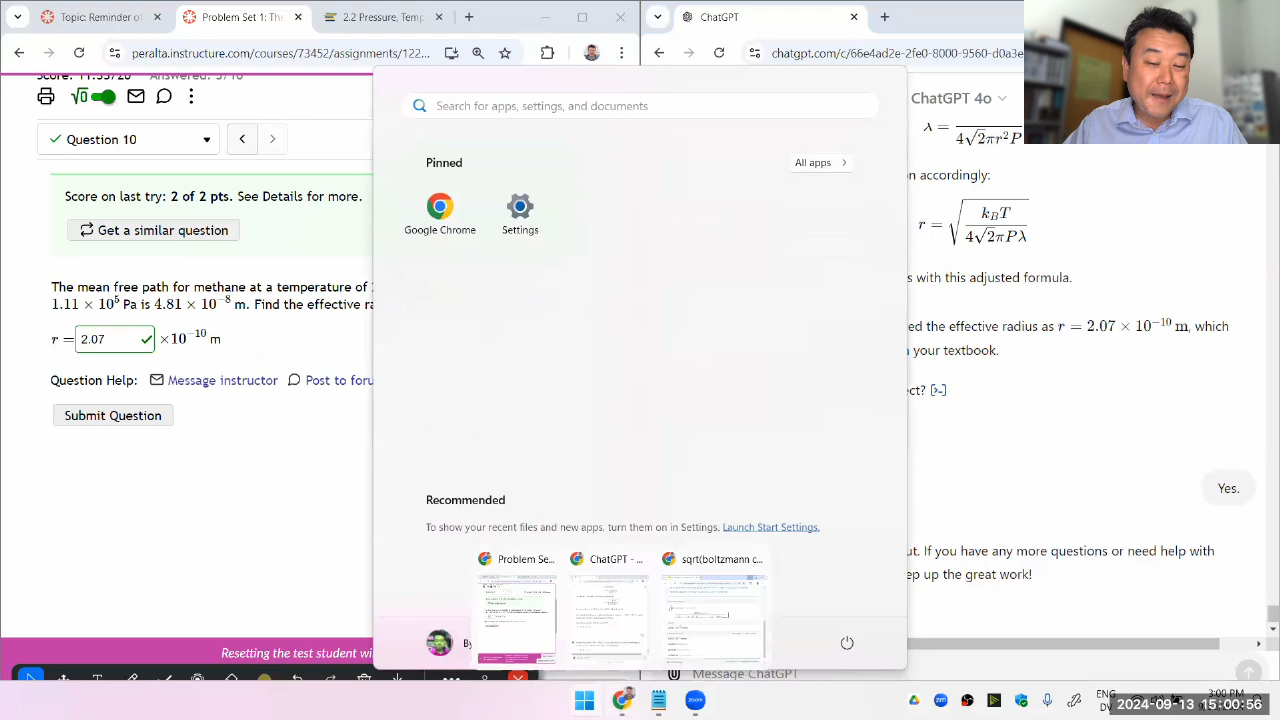 Topic: Reminder of
Problem Set 1: The
2.2 Pressure, Temp
ChatGPT
peralta.instructure.com/courses/73452/assignments/122...
chatgpt.com/c/66e4ad2e-2fe0-8000-9560-d0a3e
Question 10
Score on last try: 2 of 2 pts. See Details for more.
Get a similar question
The mean free path for methane at a temperature of
1.11 × 10⁵ Pa is 4.81 × 10⁻⁸ m. Find the effective ra
r = 2.07 ×10⁻¹⁰ m
Question Help: Message instructor Post to foru
Submit Question
Resetting the test student wi
Search for apps, settings, and documents
Pinned
All apps
Google Chrome
Settings
Recommended
To show your recent files and new apps, turn them on in Settings. Launch Start Settings.
Problem Se...
ChatGPT - ...
sqrt(boltzmann c...
ChatGPT 4o
λ =
4√2πr²P
on accordingly:
r = √(k_B T / 4√2πPλ)
s with this adjusted formula.
ed the effective radius as r = 2.07 × 10⁻¹⁰ m, which
your textbook.
ect? [>-]
Yes.
ut. If you have any more questions or need help with
ep up the great work!
Message ChatGPT
zoom
ENG
DV
3:00 PM
2024-09-13 15:00:56